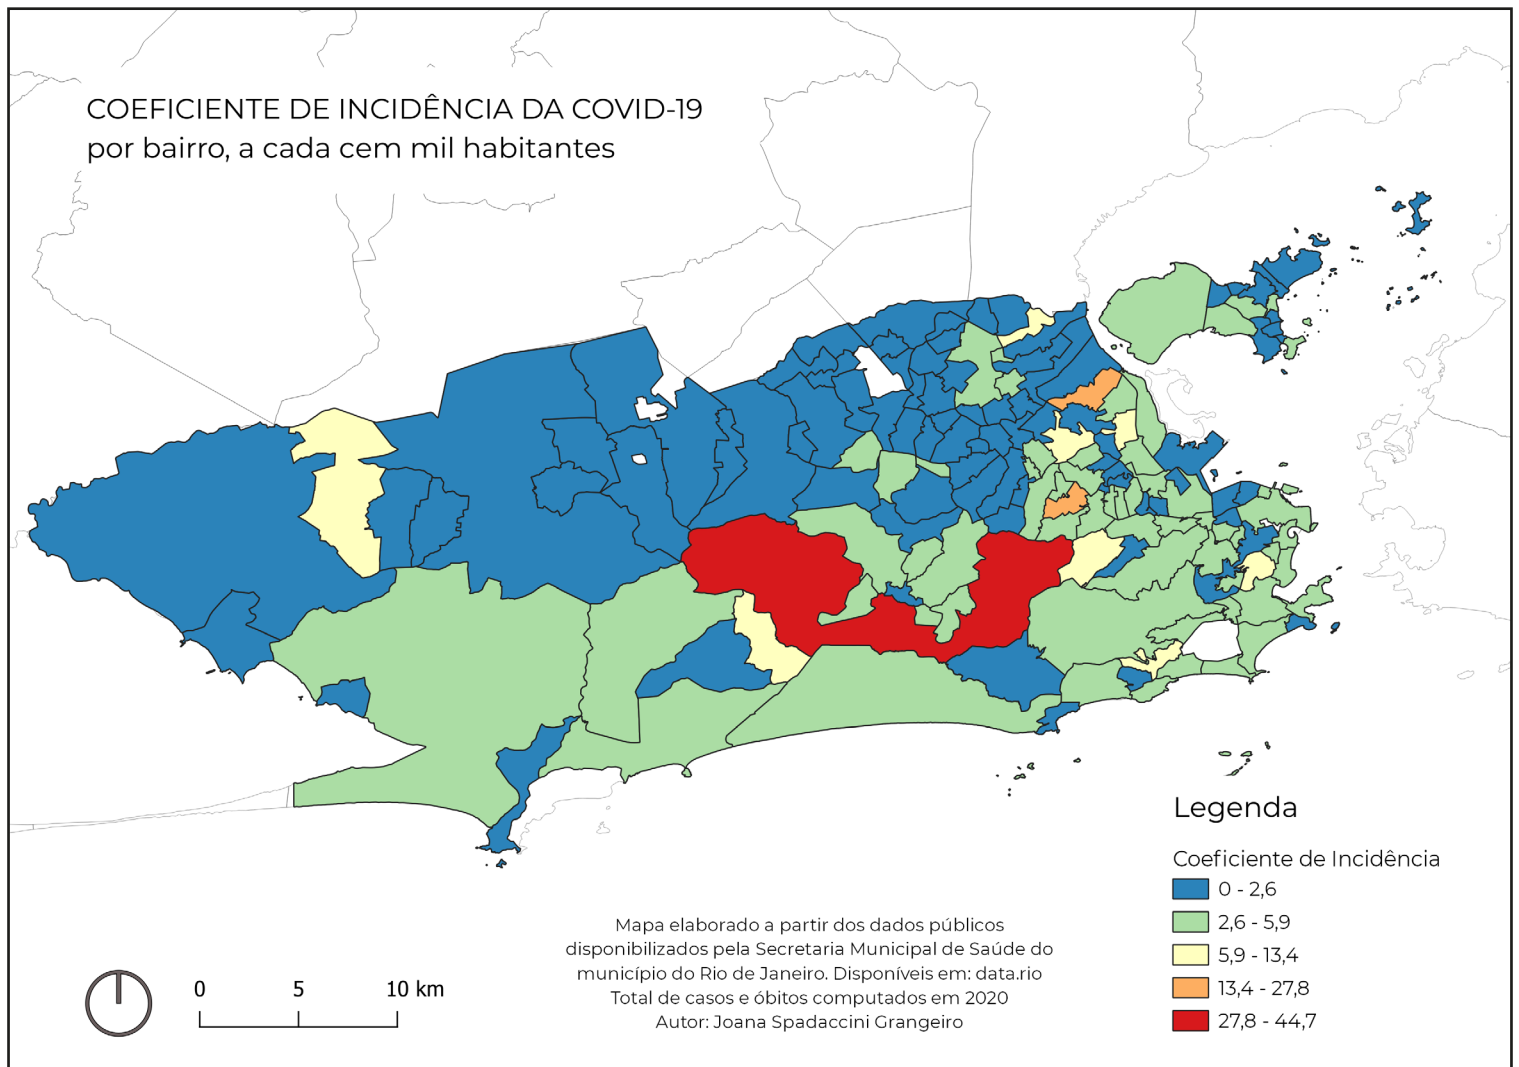 COEFICIENTE DE INCIDÊNCIA DA COVID-19
por bairro, a cada cem mil habitantes
Legenda
Coeficiente de Incidência
0 - 2,6
2,6 - 5,9
5,9 - 13,4
13,4 - 27,8
27,8 - 44,7
Mapa elaborado a partir dos dados públicos
disponibilizados pela Secretaria Municipal de Saúde do
município do Rio de Janeiro. Disponíveis em: data.rio
Total de casos e óbitos computados em 2020
Autor: Joana Spadaccini Grangeiro
0 5 10 km